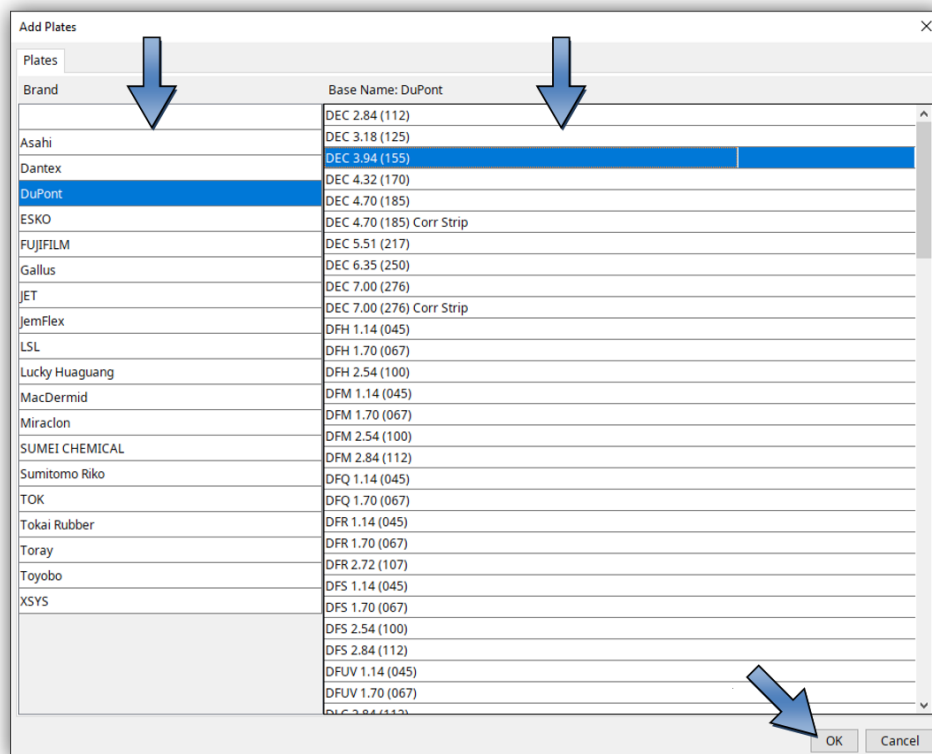 Add Plates
Plates
Brand
Base Name: DuPont
Asahi
Dantex
DuPont
ESKO
FUJIFILM
Gallus
JET
JemFlex
LSL
Lucky Huaguang
MacDermid
Miraclon
SUMEI CHEMICAL
Sumitomo Riko
TOK
Tokai Rubber
Toray
Toyobo
XSYS
DEC 2.84 (112)
DEC 3.18 (125)
DEC 3.94 (155)
DEC 4.32 (170)
DEC 4.70 (185)
DEC 4.70 (185) Corr Strip
DEC 5.51 (217)
DEC 6.35 (250)
DEC 7.00 (276)
DEC 7.00 (276) Corr Strip
DFH 1.14 (045)
DFH 1.70 (067)
DFH 2.54 (100)
DFM 1.14 (045)
DFM 1.70 (067)
DFM 2.54 (100)
DFM 2.84 (112)
DFQ 1.14 (045)
DFQ 1.70 (067)
DFR 1.14 (045)
DFR 1.70 (067)
DFR 2.72 (107)
DFS 1.14 (045)
DFS 1.70 (067)
DFS 2.54 (100)
DFS 2.84 (112)
DFUV 1.14 (045)
DFUV 1.70 (067)
OK
Cancel